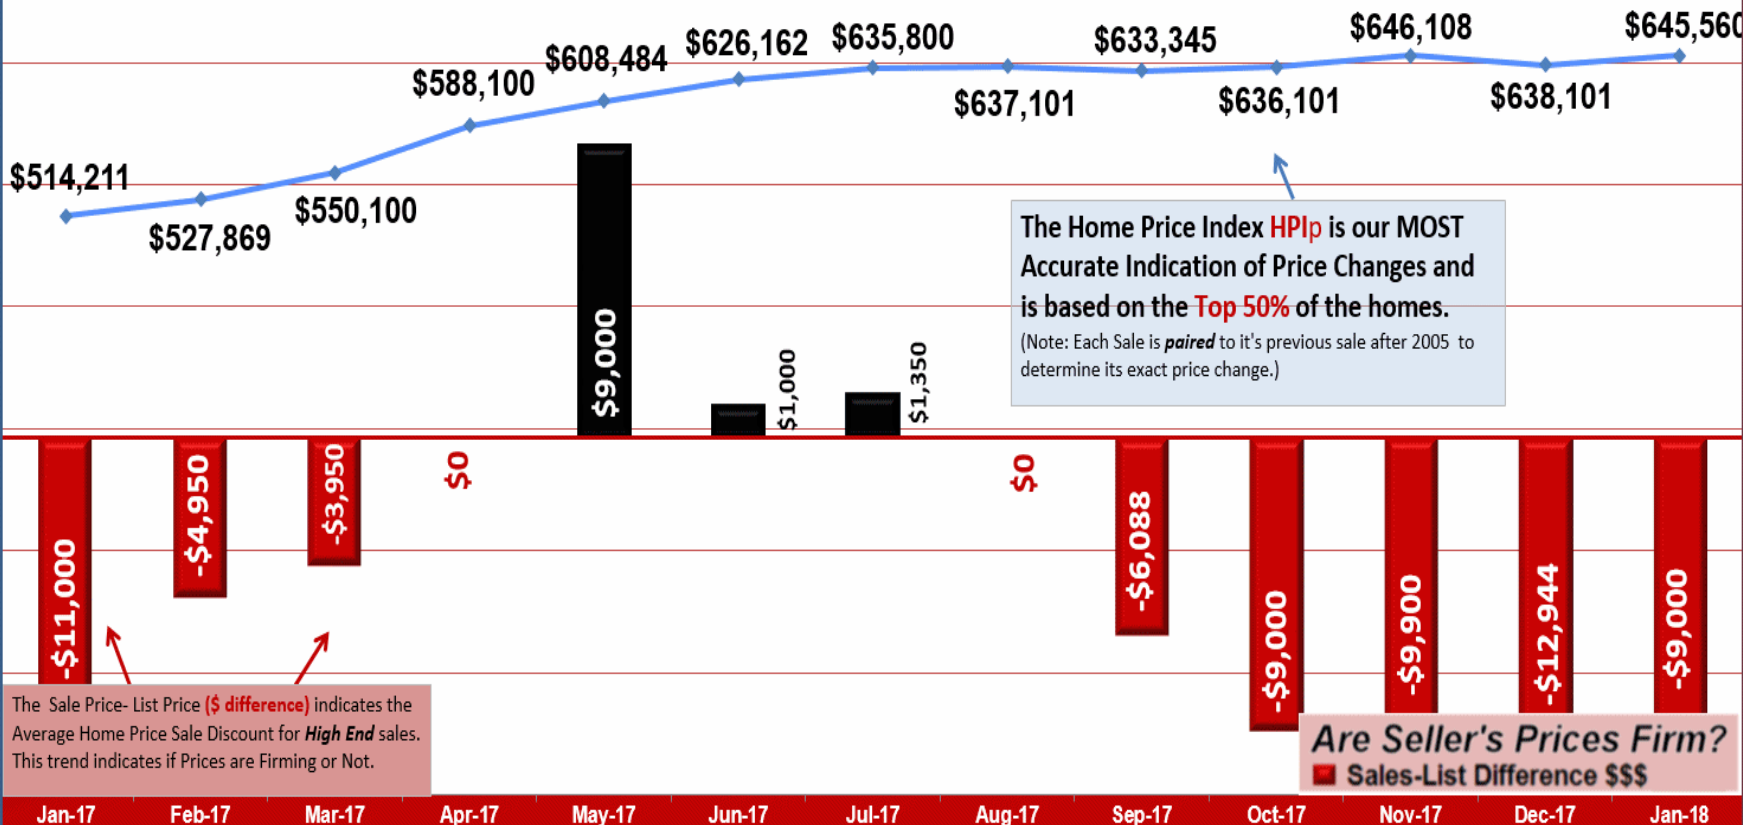 $514,211
$527,869
$550,100
$588,100
$608,484
$626,162
$635,800
$637,101
$633,345
$636,101
$646,108
$638,101
$645,560
The Home Price Index HPIp is our MOST
Accurate Indication of Price Changes and
is based on the Top 50% of the homes.
(Note: Each Sale is paired to it's previous sale after 2005 to
determine its exact price change.)
-$11,000
-$4,950
-$3,950
$0
$9,000
$1,000
$1,350
$0
-$6,088
-$9,000
-$9,900
-$12,944
-$9,000
The Sale Price- List Price ($ difference) indicates the
Average Home Price Sale Discount for High End sales.
This trend indicates if Prices are Firming or Not.
Are Seller's Prices Firm?
Sales-List Difference $$$
Jan-17 Feb-17 Mar-17 Apr-17 May-17 Jun-17 Jul-17 Aug-17 Sep-17 Oct-17 Nov-17 Dec-17 Jan-18